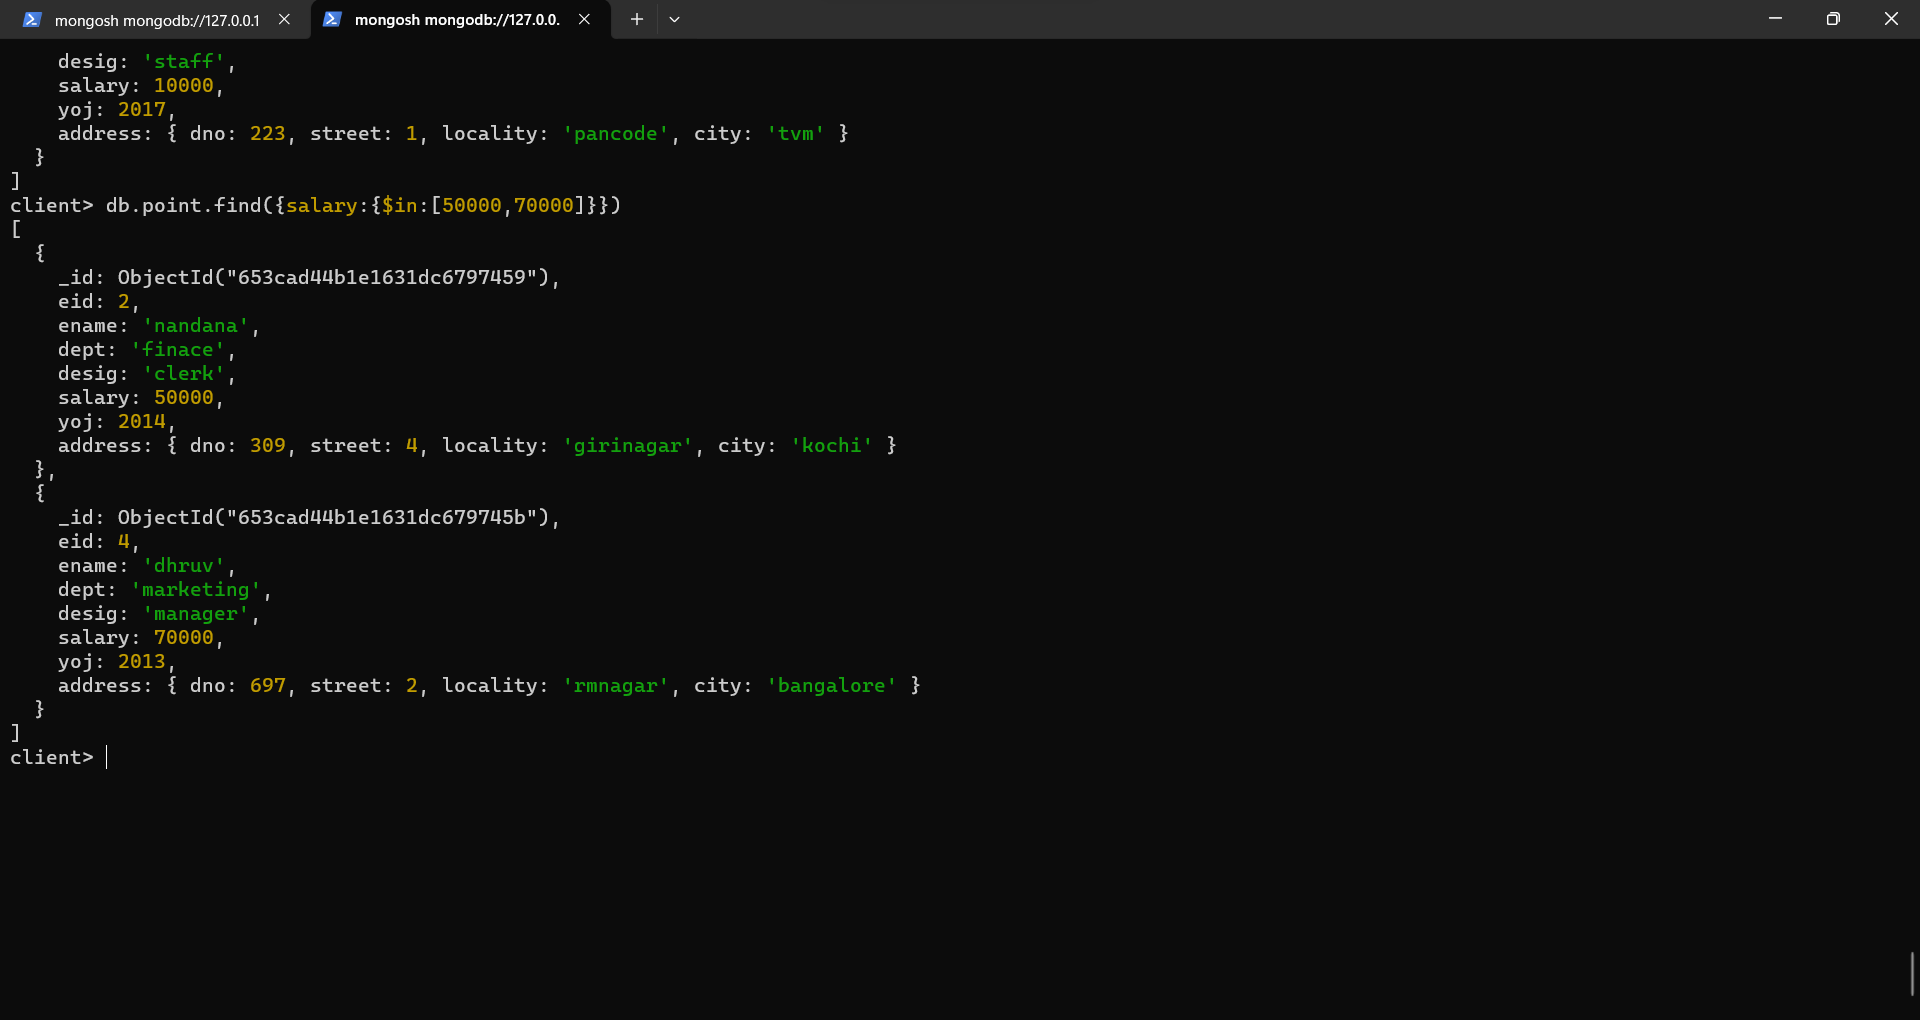 mongosh mongodb://127.0.0.1
mongosh mongodb://127.0.0.
    desig: 'staff',
    salary: 10000,
    yoj: 2017,
    address: { dno: 223, street: 1, locality: 'pancode', city: 'tvm' }
  }
]
client> db.point.find({salary:{$in:[50000,70000]}})
[
  {
    _id: ObjectId("653cad44b1e1631dc6797459"),
    eid: 2,
    ename: 'nandana',
    dept: 'finace',
    desig: 'clerk',
    salary: 50000,
    yoj: 2014,
    address: { dno: 309, street: 4, locality: 'girinagar', city: 'kochi' }
  },
  {
    _id: ObjectId("653cad44b1e1631dc679745b"),
    eid: 4,
    ename: 'dhruv',
    dept: 'marketing',
    desig: 'manager',
    salary: 70000,
    yoj: 2013,
    address: { dno: 697, street: 2, locality: 'rmnagar', city: 'bangalore' }
  }
]
client>